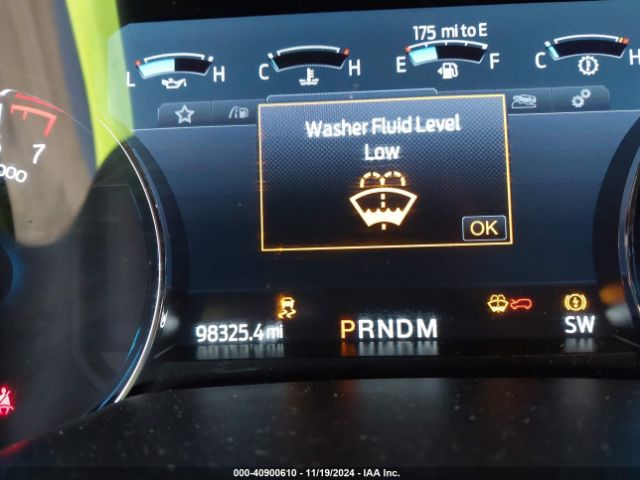 175 mi to E
L H
C H
E F
C H
7
000
Washer Fluid Level
Low
OK
98325.4 mi
PRNDM
SW
000-40900610 - 11/19/2024 - IAA Inc.